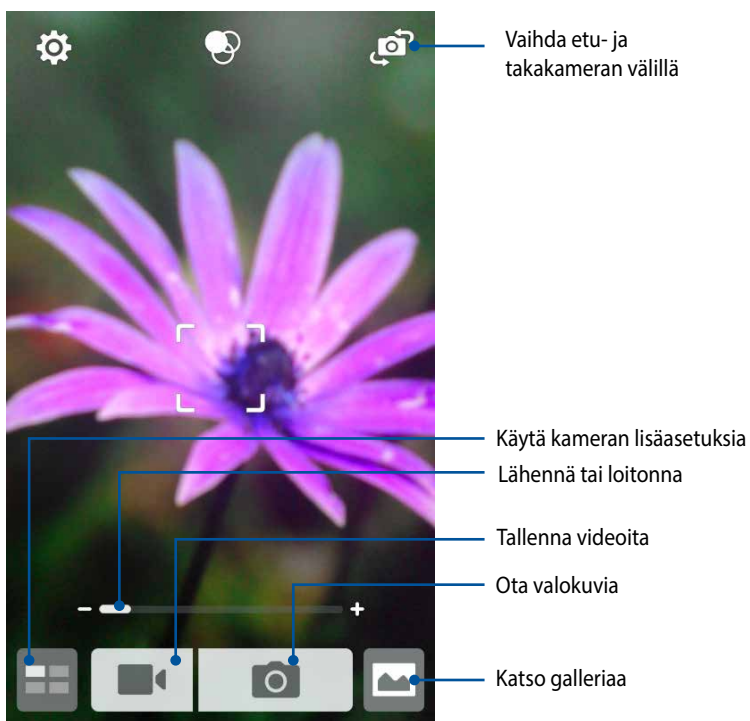 Vaihda etu- ja
takakameran välillä
Käytä kameran lisäasetuksia
Lähennä tai loitonna
Tallenna videoita
Ota valokuvia
Katso galleriaa